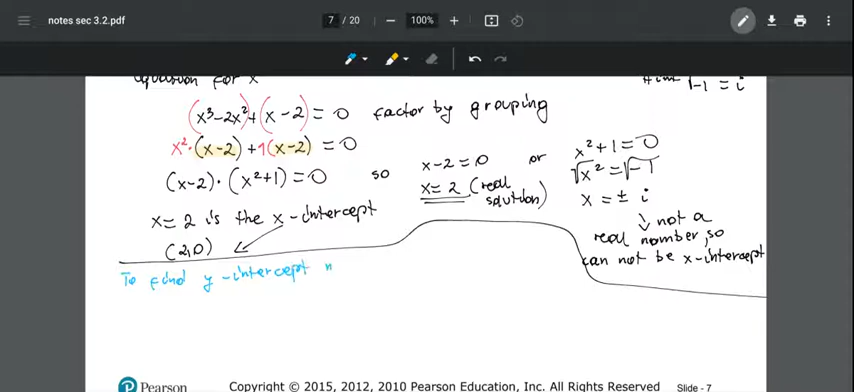 notes sec 3.2.pdf
7 / 20
100%
equation for x
√-1 = i
(x³-2x²)+(x-2)=0 factor by grouping
x²·(x-2)+1(x-2)=0
(x-2)·(x²+1)=0 so
x-2=0 or
x=2 (real
solution)
x²+1=0
√x²=√-1
x=± i
not a
real number, so
can not be x-intercept
x=2 is the x-intercept
(2,0)
To find y-intercept
Pearson
Copyright © 2015, 2012, 2010 Pearson Education, Inc. All Rights Reserved
Slide - 7